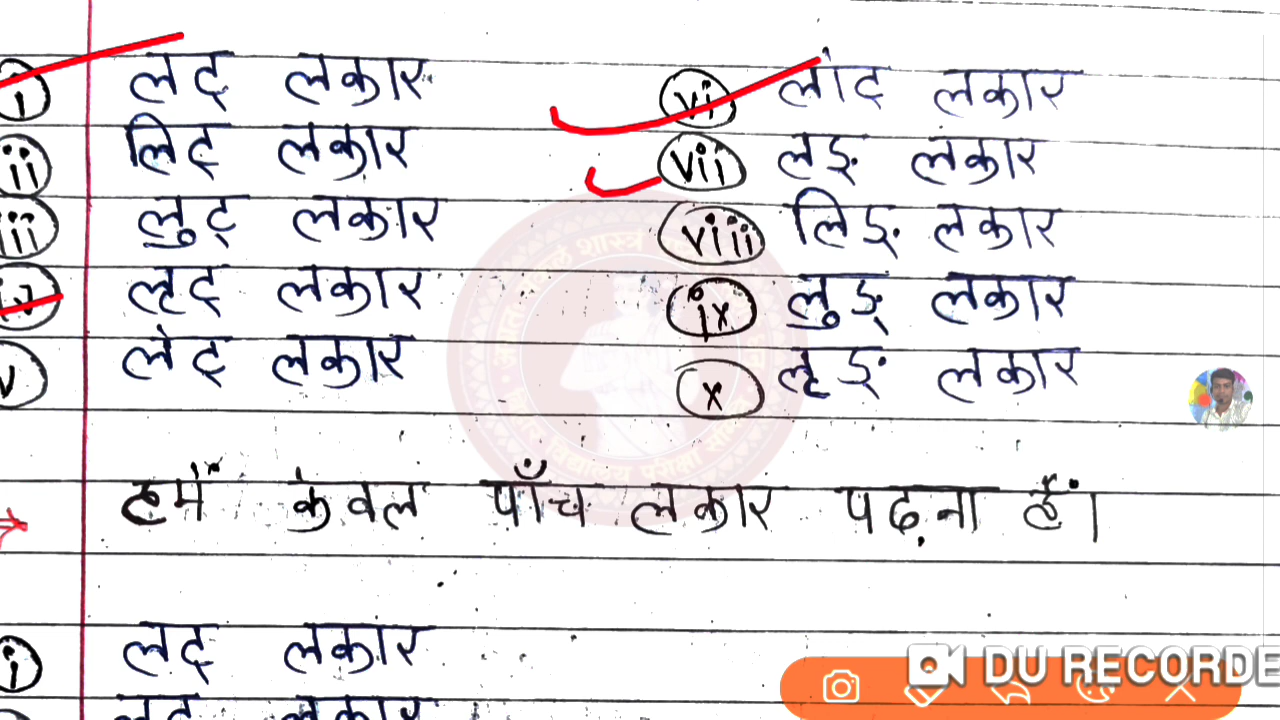 i लट् लकार
ii लिट् लकार
iii लुट् लकार
iv लृट् लकार
v लेट् लकार
vi लोट् लकार
vii लङ् लकार
viii लिङ् लकार
ix लुङ् लकार
x लृङ् लकार
हमें केवल पाँच लकार पढ़ना हैं।
i लट् लकार
लकार
DU RECORDE